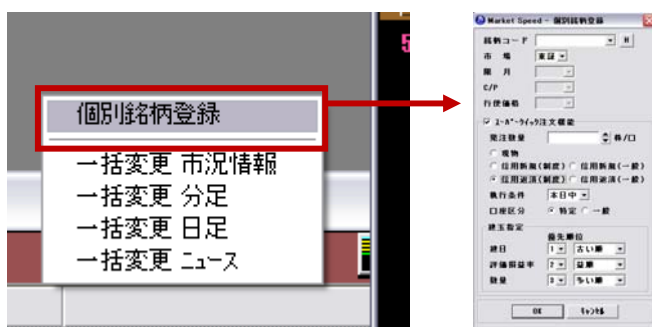 個別銘柄登録
一括変更 市況情報
一括変更 分足
一括変更 日足
一括変更 ニュース
Market Speed - 個別銘柄登録
銘柄コード
市 場 東証
限 月
C/P
行使価格
スーパークイック注文機能
発注数量 株/口
現物
信用新規(制度) 信用新規(一般)
信用返済(制度) 信用返済(一般)
執行条件 本日中
口座区分 特定 一般
建玉指定
優先順位
建日 1 古い順
評価損益率 2 益順
数量 3 多い順
OK キャンセル